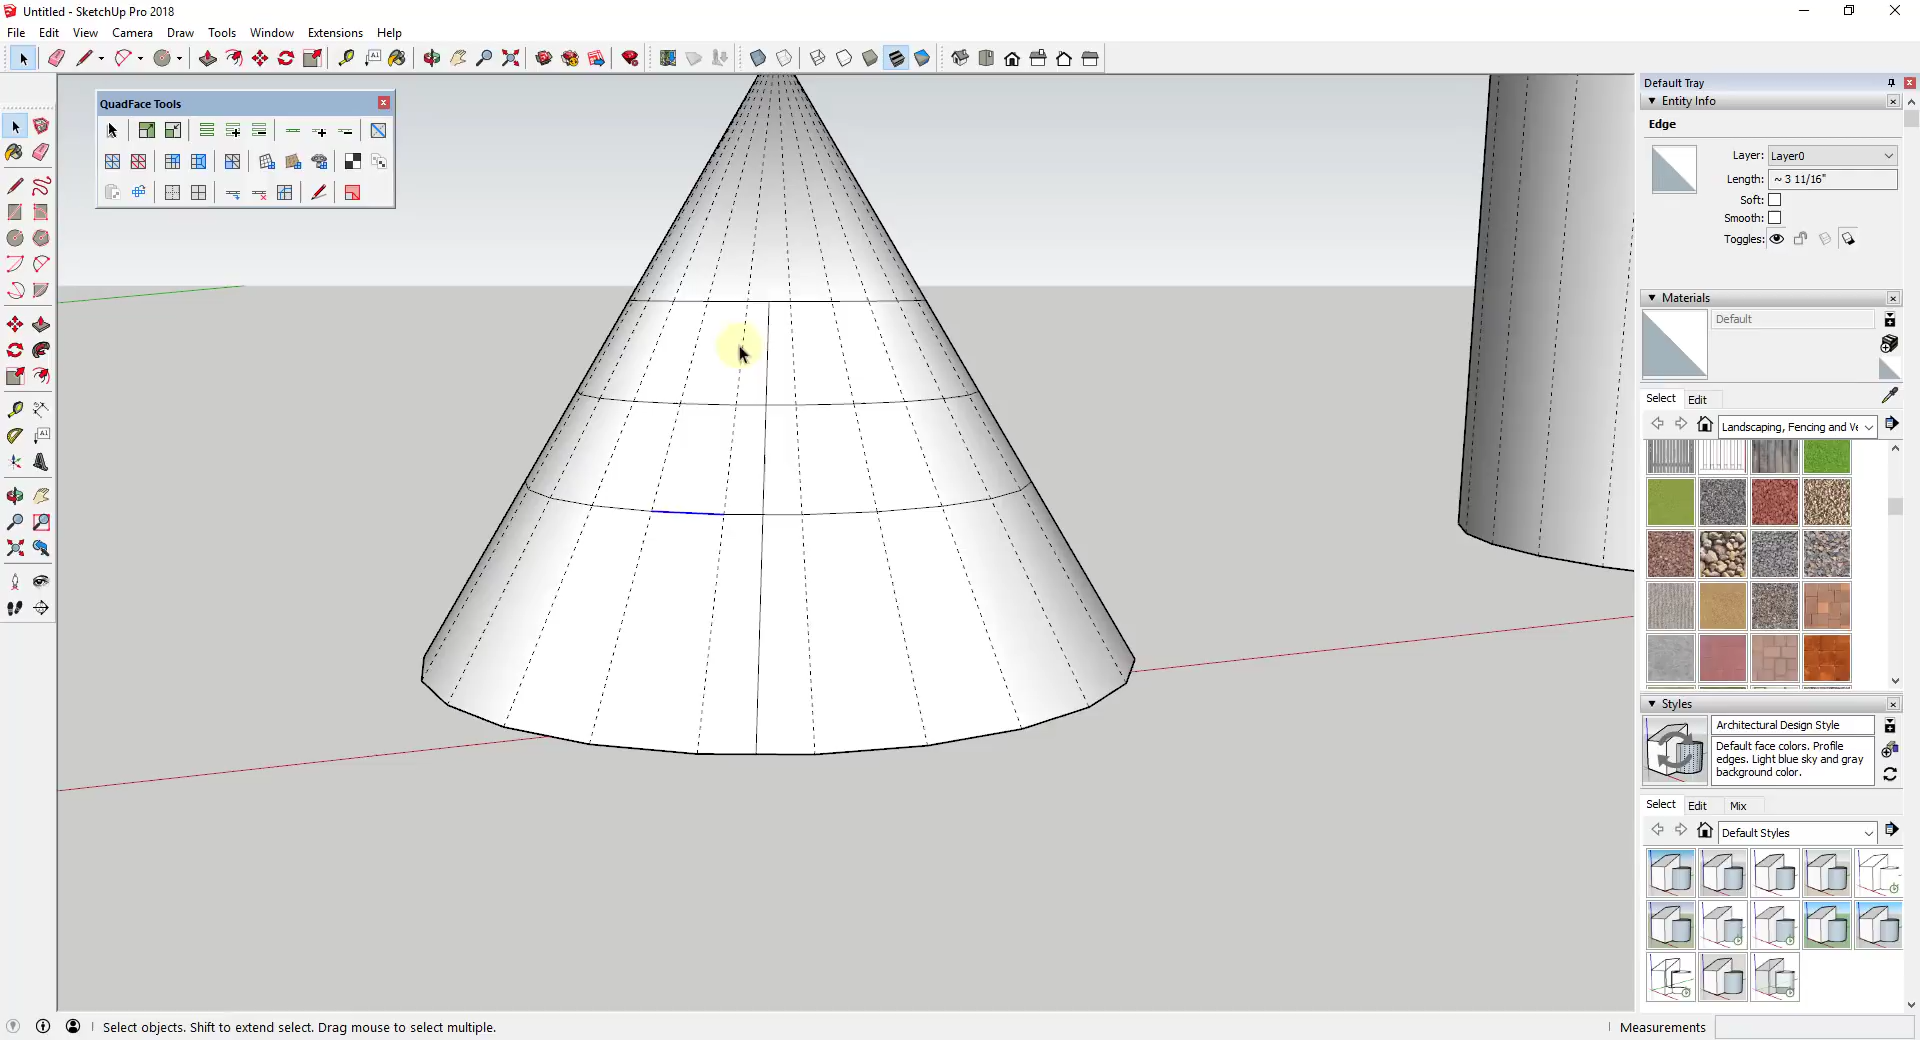 Untitled - SketchUp Pro 2018
File Edit View Camera Draw Tools Window Extensions Help
QuadFace Tools
Default Tray
Entity Info
Edge
Layer: Layer0
Length: ~ 3 11/16"
Soft:
Smooth:
Toggles:
Materials
Default
Select Edit
Landscaping, Fencing and Ve
Styles
Architectural Design Style
Default face colors. Profile
edges. Light blue sky and gray
background color.
Select Edit Mix
Default Styles
Select objects. Shift to extend select. Drag mouse to select multiple.
Measurements